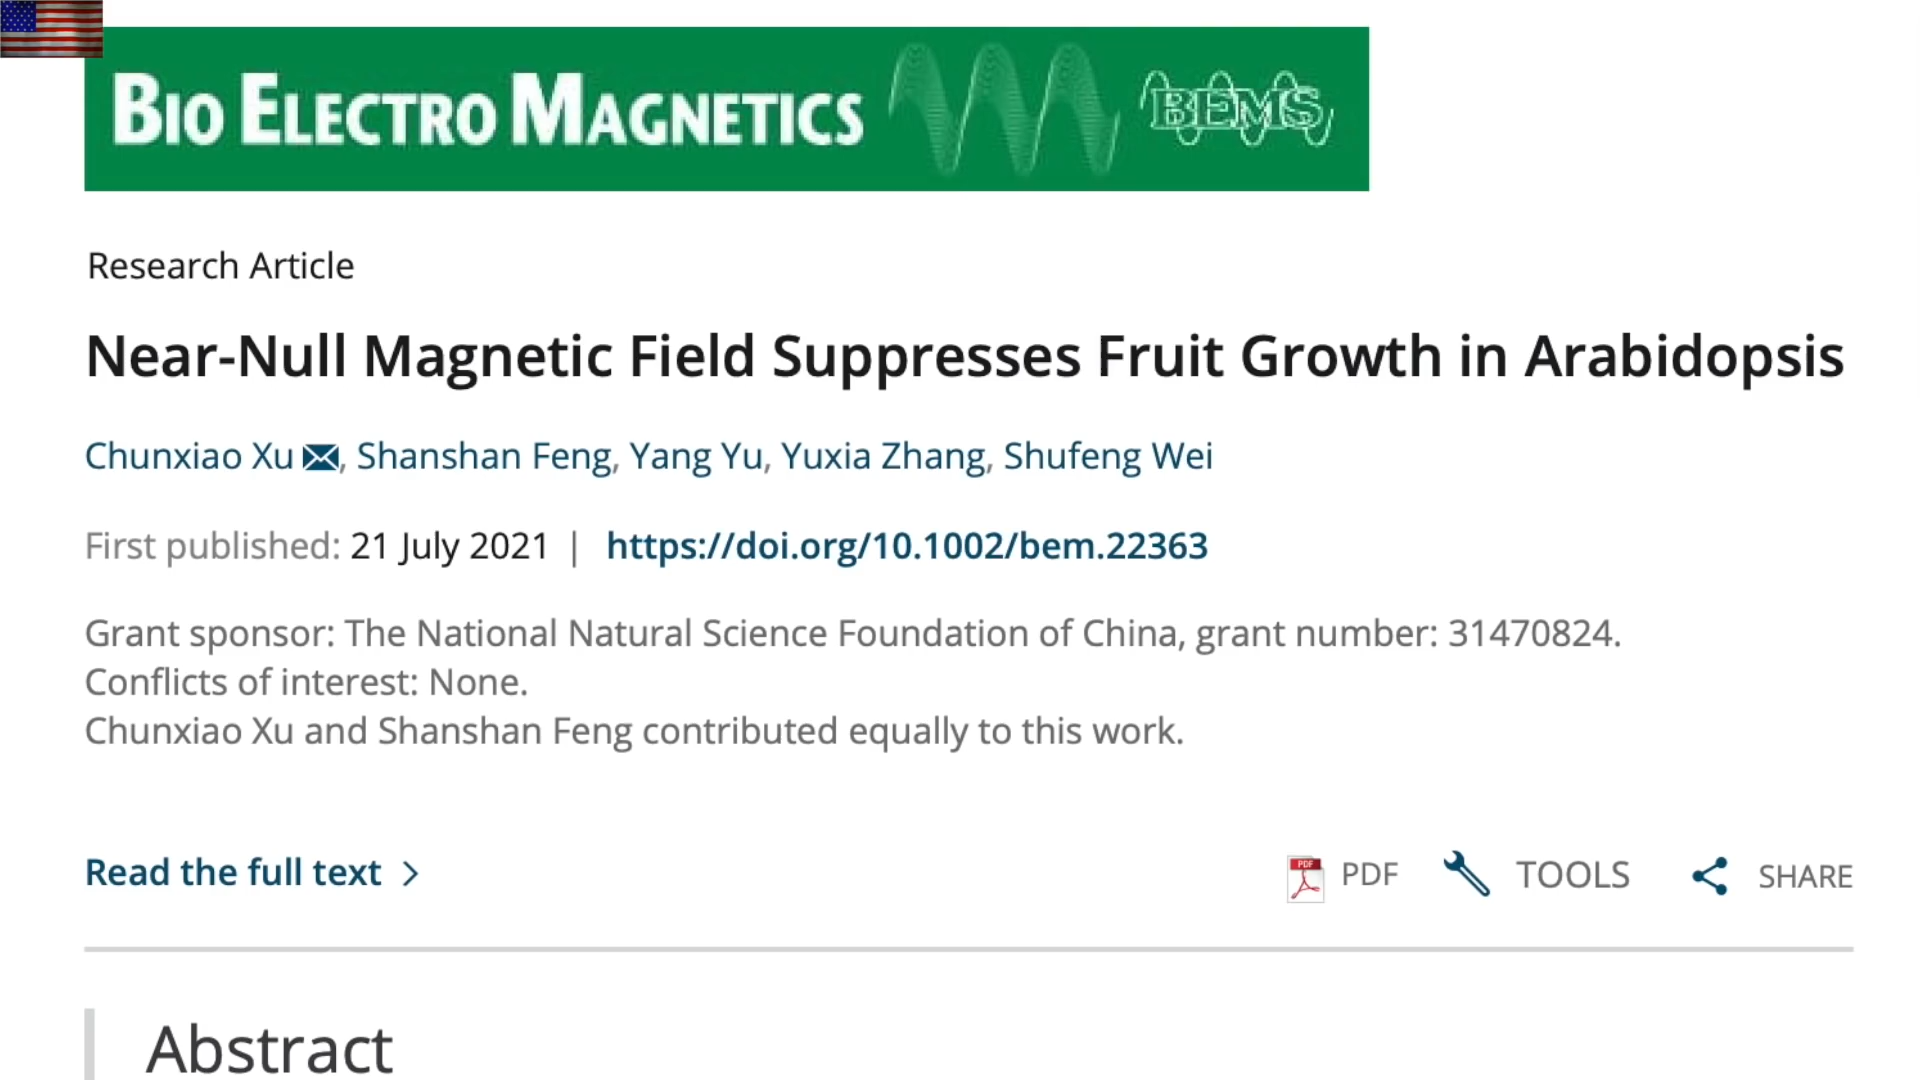 BIO ELECTRO MAGNETICS BEMS
Research Article
Near-Null Magnetic Field Suppresses Fruit Growth in Arabidopsis
Chunxiao Xu, Shanshan Feng, Yang Yu, Yuxia Zhang, Shufeng Wei
First published: 21 July 2021 | https://doi.org/10.1002/bem.22363
Grant sponsor: The National Natural Science Foundation of China, grant number: 31470824.
Conflicts of interest: None.
Chunxiao Xu and Shanshan Feng contributed equally to this work.
Read the full text > PDF PDF TOOLS SHARE
Abstract